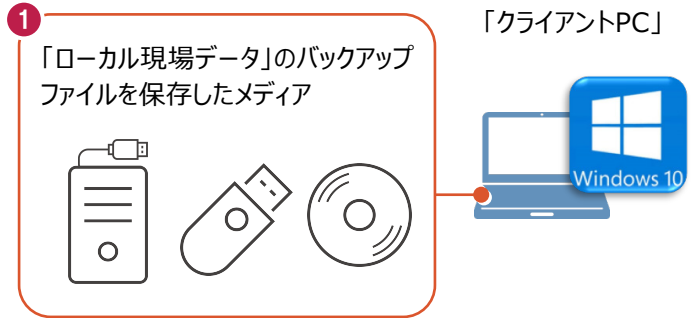 1
「ローカル現場データ」のバックアップ
ファイルを保存したメディア
「クライアントPC」
Windows 10